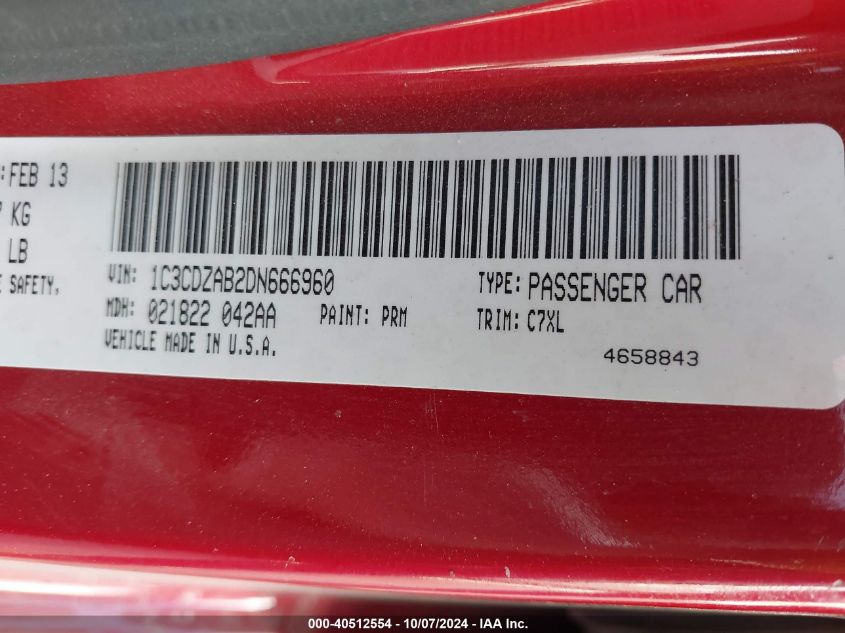 : FEB 13
KG
LB
SAFETY.
VIN: 1C3CDZAB2DN666960 TYPE: PASSENGER CAR
MDH: 021822 042AA PAINT: PRM TRIM: C7XL
VEHICLE MADE IN U.S.A.
4658843
000-40512554 - 10/07/2024 - IAA Inc.